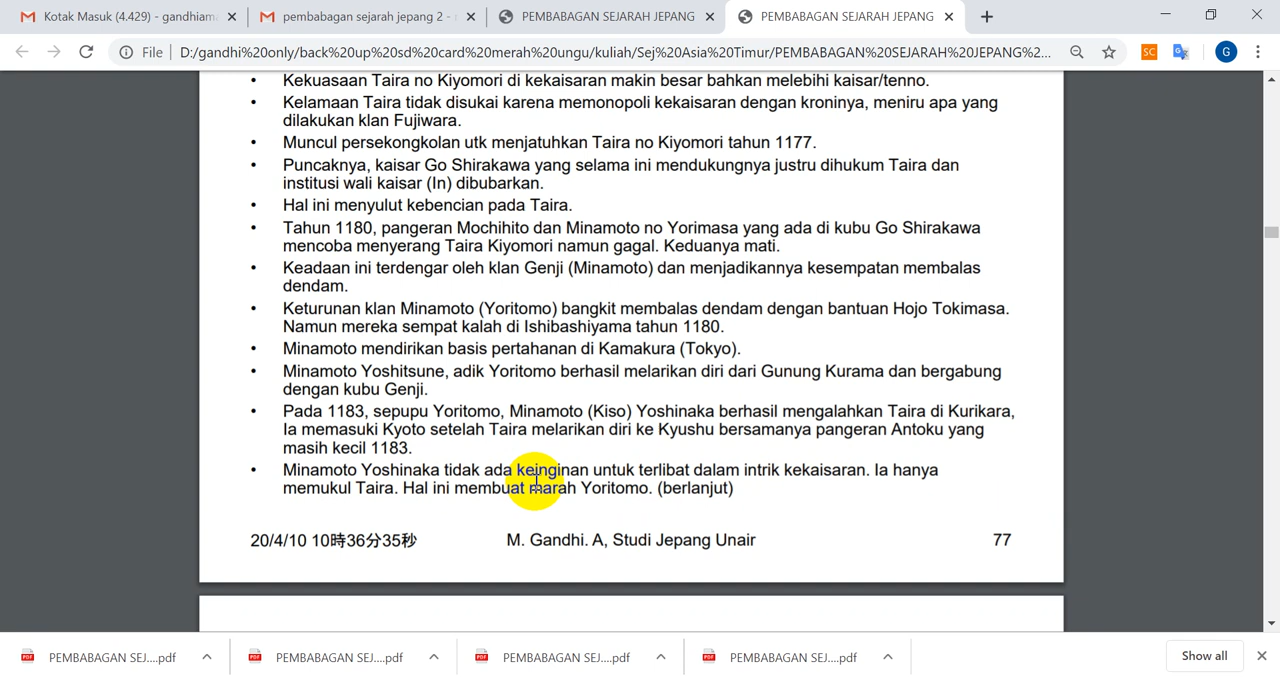 Kotak Masuk (4.429) - gandhiama
pembabagan sejarah jepang 2 -
PEMBABAGAN SEJARAH JEPANG
PEMBABAGAN SEJARAH JEPANG
File
D:/gandhi%20only/back%20up%20sd%20card%20merah%20ungu/kuliah/Sej%20Asia%20Timur/PEMBABAGAN%20SEJARAH%20JEPANG%2...
SC
G
• Kekuasaan Taira no Kiyomori di kekaisaran makin besar bahkan melebihi kaisar/tenno.
• Kelamaan Taira tidak disukai karena memonopoli kekaisaran dengan kroninya, meniru apa yang
dilakukan klan Fujiwara.
• Muncul persekongkolan utk menjatuhkan Taira no Kiyomori tahun 1177.
• Puncaknya, kaisar Go Shirakawa yang selama ini mendukungnya justru dihukum Taira dan
institusi wali kaisar (In) dibubarkan.
• Hal ini menyulut kebencian pada Taira.
• Tahun 1180, pangeran Mochihito dan Minamoto no Yorimasa yang ada di kubu Go Shirakawa
mencoba menyerang Taira Kiyomori namun gagal. Keduanya mati.
• Keadaan ini terdengar oleh klan Genji (Minamoto) dan menjadikannya kesempatan membalas
dendam.
• Keturunan klan Minamoto (Yoritomo) bangkit membalas dendam dengan bantuan Hojo Tokimasa.
Namun mereka sempat kalah di Ishibashiyama tahun 1180.
• Minamoto mendirikan basis pertahanan di Kamakura (Tokyo).
• Minamoto Yoshitsune, adik Yoritomo berhasil melarikan diri dari Gunung Kurama dan bergabung
dengan kubu Genji.
• Pada 1183, sepupu Yoritomo, Minamoto (Kiso) Yoshinaka berhasil mengalahkan Taira di Kurikara,
Ia memasuki Kyoto setelah Taira melarikan diri ke Kyushu bersamanya pangeran Antoku yang
masih kecil 1183.
• Minamoto Yoshinaka tidak ada keinginan untuk terlibat dalam intrik kekaisaran. Ia hanya
memukul Taira. Hal ini membuat marah Yoritomo. (berlanjut)
20/4/10 10時36分35秒
M. Gandhi. A, Studi Jepang Unair
77
PEMBABAGAN SEJ....pdf
PEMBABAGAN SEJ....pdf
PEMBABAGAN SEJ....pdf
PEMBABAGAN SEJ....pdf
Show all